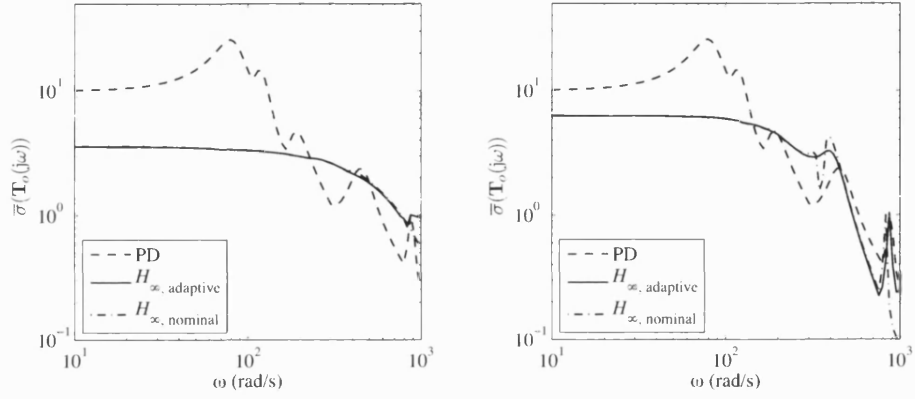 σ̅(T_o(jω))
10^1
10^0
10^-1
PD
H_∞, adaptive
H_∞, nominal
10^1 10^2 10^3
ω (rad/s)
σ̅(T_o(jω))
10^1
10^0
10^-1
PD
H_∞, adaptive
H_∞, nominal
10^1 10^2 10^3
ω (rad/s)